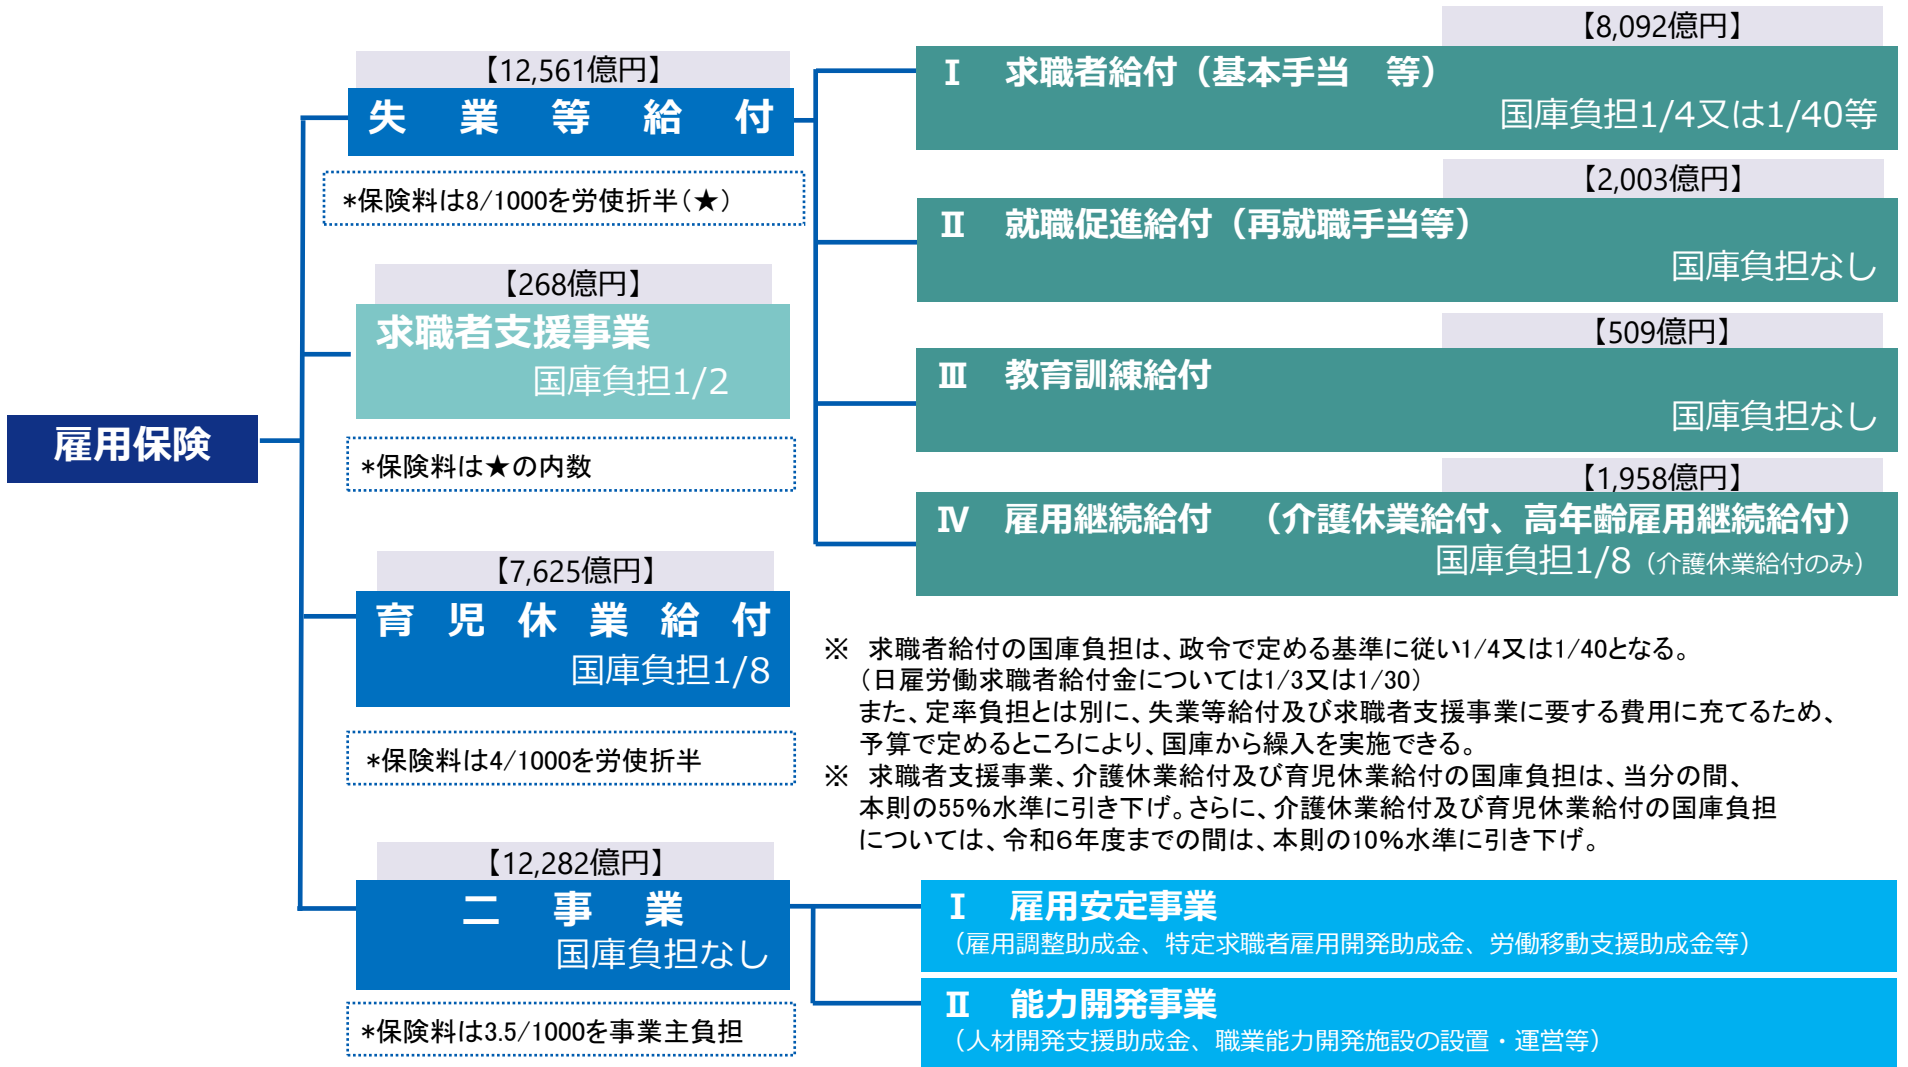 雇用保険
【12,561億円】
失業等給付
*保険料は8/1000を労使折半(★)
【268億円】
求職者支援事業
国庫負担1/2
*保険料は★の内数
【7,625億円】
育児休業給付
国庫負担1/8
*保険料は4/1000を労使折半
【12,282億円】
二事業
国庫負担なし
*保険料は3.5/1000を事業主負担
【8,092億円】
Ⅰ 求職者給付(基本手当 等)
国庫負担1/4又は1/40等
【2,003億円】
Ⅱ 就職促進給付(再就職手当等)
国庫負担なし
【509億円】
Ⅲ 教育訓練給付
国庫負担なし
【1,958億円】
Ⅳ 雇用継続給付 (介護休業給付、高年齢雇用継続給付)
国庫負担1/8(介護休業給付のみ)
※ 求職者給付の国庫負担は、政令で定める基準に従い1/4又は1/40となる。
(日雇労働求職者給付金については1/3又は1/30)
また、定率負担とは別に、失業等給付及び求職者支援事業に要する費用に充てるため、
予算で定めるところにより、国庫から繰入を実施できる。
※ 求職者支援事業、介護休業給付及び育児休業給付の国庫負担は、当分の間、
本則の55%水準に引き下げ。さらに、介護休業給付及び育児休業給付の国庫負担
については、令和6年度までの間は、本則の10%水準に引き下げ。
Ⅰ 雇用安定事業
(雇用調整助成金、特定求職者雇用開発助成金、労働移動支援助成金等)
Ⅱ 能力開発事業
(人材開発支援助成金、職業能力開発施設の設置・運営等)